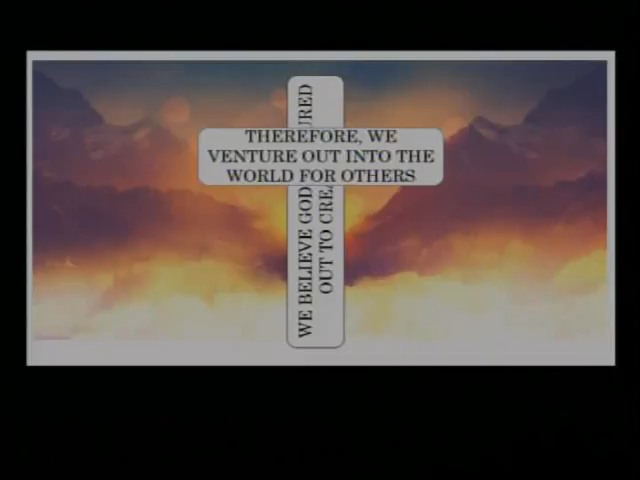 THEREFORE, WE
VENTURE OUT INTO THE
WORLD FOR OTHERS
WE BELIEVE GOD
OUT TO